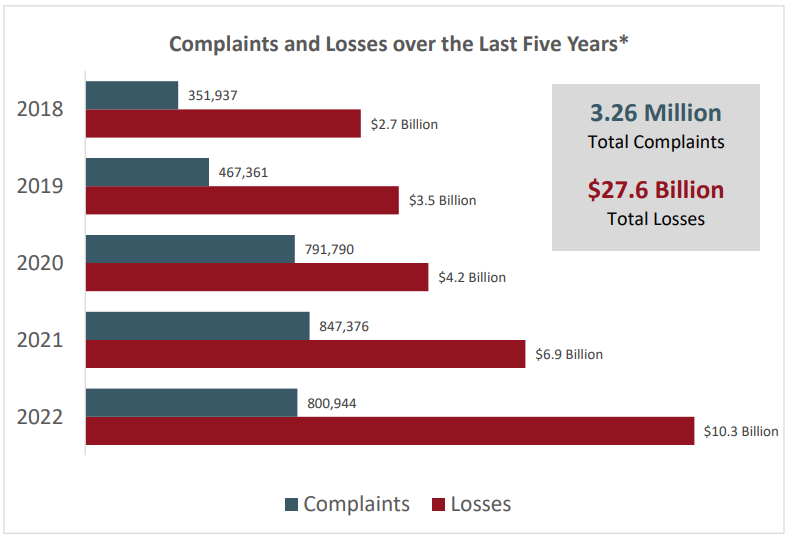 Complaints and Losses over the Last Five Years*
2018
351,937
$2.7 Billion
2019
467,361
$3.5 Billion
2020
791,790
$4.2 Billion
2021
847,376
$6.9 Billion
2022
800,944
$10.3 Billion
3.26 Million
Total Complaints
$27.6 Billion
Total Losses
Complaints Losses